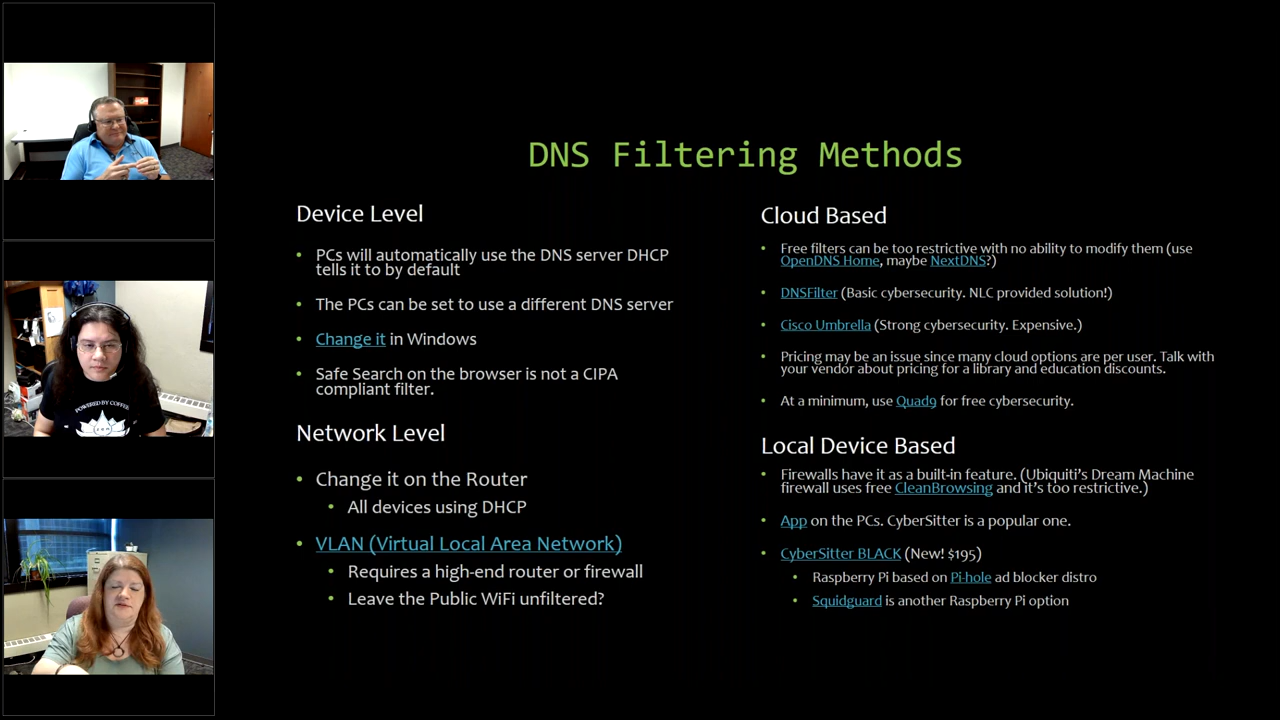 DNS Filtering Methods
Device Level
• PCs will automatically use the DNS server DHCP
tells it to by default
• The PCs can be set to use a different DNS server
• Change it in Windows
• Safe Search on the browser is not a CIPA
compliant filter.
Network Level
• Change it on the Router
• All devices using DHCP
• VLAN (Virtual Local Area Network)
• Requires a high-end router or firewall
• Leave the Public WiFi unfiltered?
Cloud Based
• Free filters can be too restrictive with no ability to modify them (use
OpenDNS Home, maybe NextDNS?)
• DNSFilter (Basic cybersecurity. NLC provided solution!)
• Cisco Umbrella (Strong cybersecurity. Expensive.)
• Pricing may be an issue since many cloud options are per user. Talk with
your vendor about pricing for a library and education discounts.
• At a minimum, use Quad9 for free cybersecurity.
Local Device Based
• Firewalls have it as a built-in feature. (Ubiquiti's Dream Machine
firewall uses free CleanBrowsing and it's too restrictive.)
• App on the PCs. CyberSitter is a popular one.
• CyberSitter BLACK (New! $195)
• Raspberry Pi based on Pi-hole ad blocker distro
• Squidguard is another Raspberry Pi option
POWERED BY COFFEE